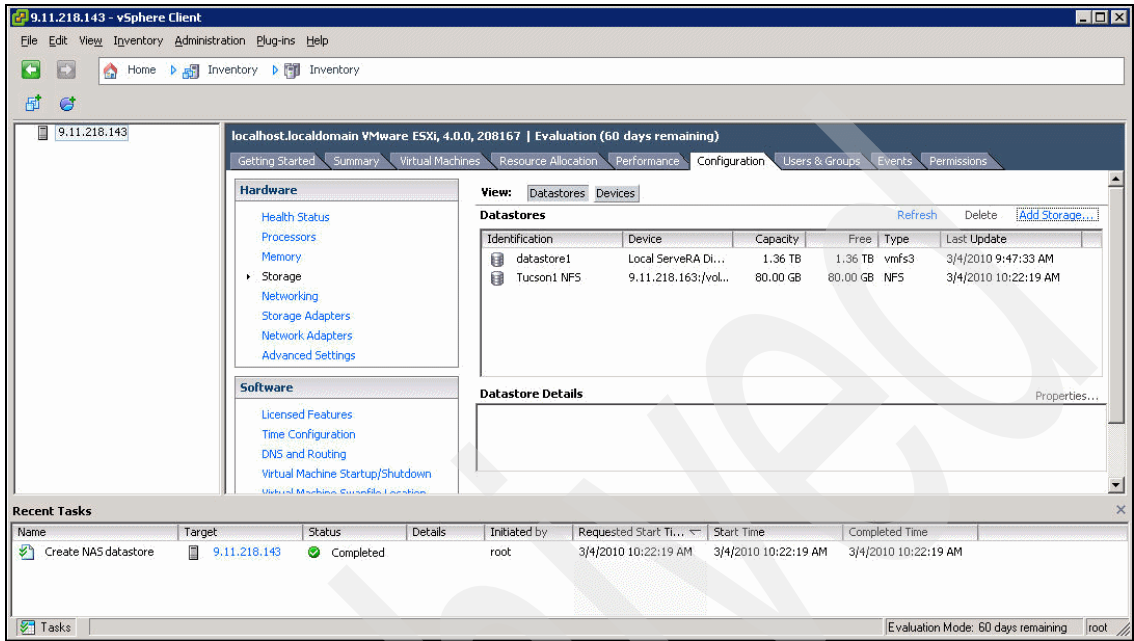 9.11.218.143 - vSphere Client
File Edit View Inventory Administration Plug-ins Help
Home Inventory Inventory
9.11.218.143
localhost.localdomain VMware ESXi, 4.0.0, 208167 | Evaluation (60 days remaining)
Getting Started Summary Virtual Machines Resource Allocation Performance Configuration Users & Groups Events Permissions
Hardware
Health Status
Processors
Memory
Storage
Networking
Storage Adapters
Network Adapters
Advanced Settings
Software
Licensed Features
Time Configuration
DNS and Routing
Virtual Machine Startup/Shutdown
Virtual Machine Swapfile Location
View: Datastores Devices
Datastores Refresh Delete Add Storage...
Identification Device Capacity Free Type Last Update
datastore1 Local ServeRA Di... 1.36 TB 1.36 TB vmfs3 3/4/2010 9:47:33 AM
Tucson1 NFS 9.11.218.163:/vol... 80.00 GB 80.00 GB NFS 3/4/2010 10:22:19 AM
Datastore Details Properties...
Recent Tasks
Name Target Status Details Initiated by Requested Start Ti... Start Time Completed Time
Create NAS datastore 9.11.218.143 Completed root 3/4/2010 10:22:19 AM 3/4/2010 10:22:19 AM 3/4/2010 10:22:19 AM
Tasks Evaluation Mode: 60 days remaining root